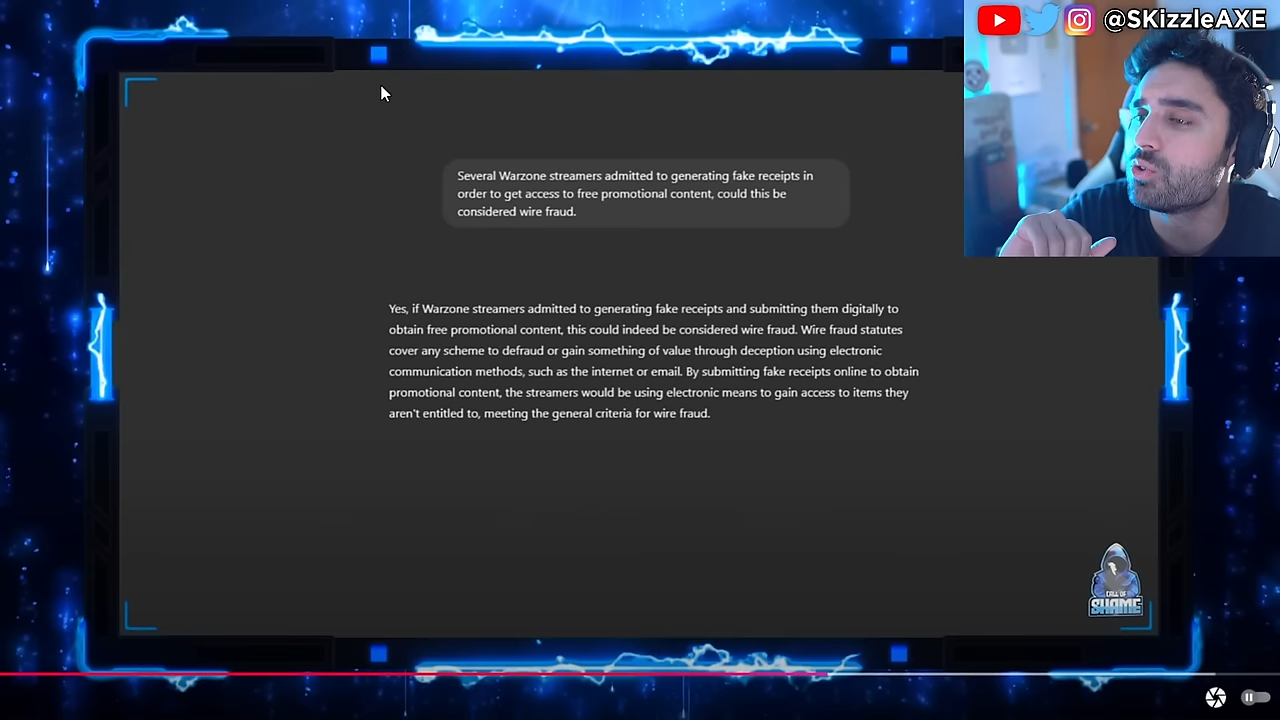 @SKizzleAXE
Several Warzone streamers admitted to generating fake receipts in
order to get access to free promotional content, could this be
considered wire fraud.
Yes, if Warzone streamers admitted to generating fake receipts and submitting them digitally to
obtain free promotional content, this could indeed be considered wire fraud. Wire fraud statutes
cover any scheme to defraud or gain something of value through deception using electronic
communication methods, such as the internet or email. By submitting fake receipts online to obtain
promotional content, the streamers would be using electronic means to gain access to items they
aren't entitled to, meeting the general criteria for wire fraud.
CALL OF
SHAME